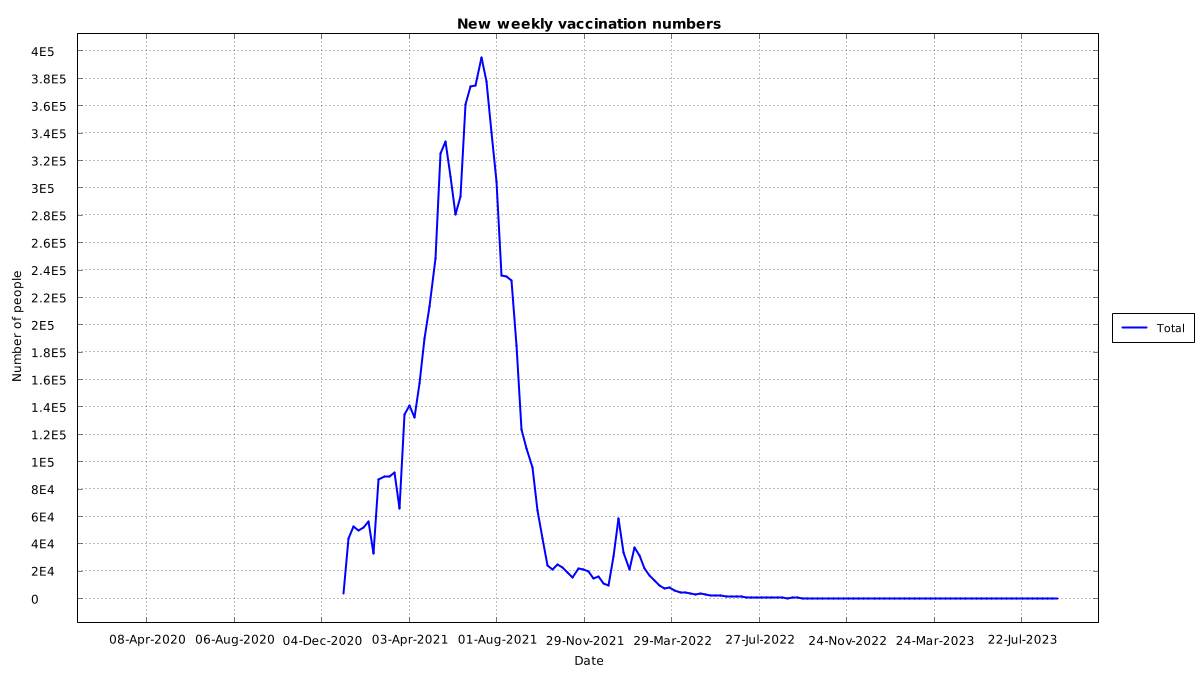 New weekly vaccination numbers
4E5
3.8E5
3.6E5
3.4E5
3.2E5
3E5
2.8E5
2.6E5
2.4E5
2.2E5
2E5
1.8E5
1.6E5
1.4E5
1.2E5
1E5
8E4
6E4
4E4
2E4
0
Number of people
08-Apr-2020 06-Aug-2020 04-Dec-2020 03-Apr-2021 01-Aug-2021 29-Nov-2021 29-Mar-2022 27-Jul-2022 24-Nov-2022 24-Mar-2023 22-Jul-2023
Date
Total